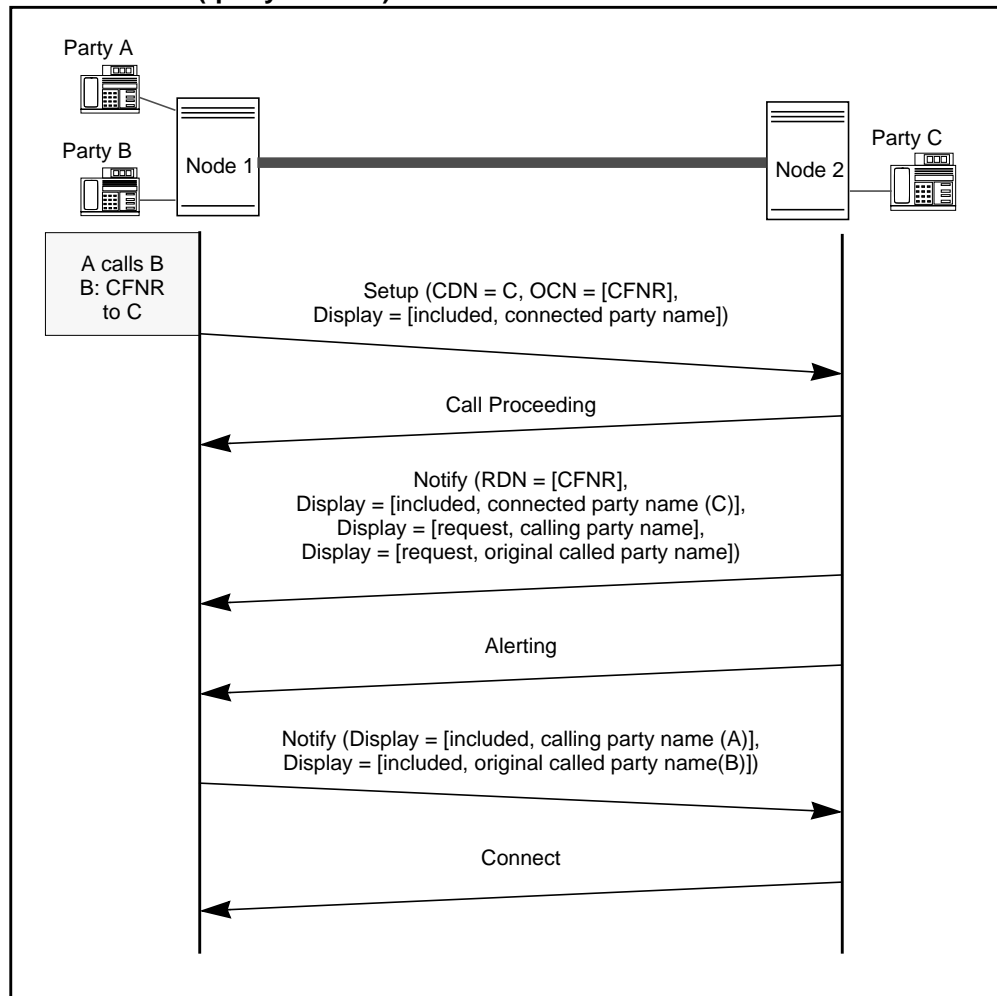 Party A
Party B
Node 1
Node 2
Party C
A calls B
B: CFNR
to C
Setup (CDN = C, OCN = [CFNR],
Display = [included, connected party name])
Call Proceeding
Notify (RDN = [CFNR],
Display = [included, connected party name (C)],
Display = [request, calling party name],
Display = [request, original called party name])
Alerting
Notify (Display = [included, calling party name (A)],
Display = [included, original called party name(B)])
Connect